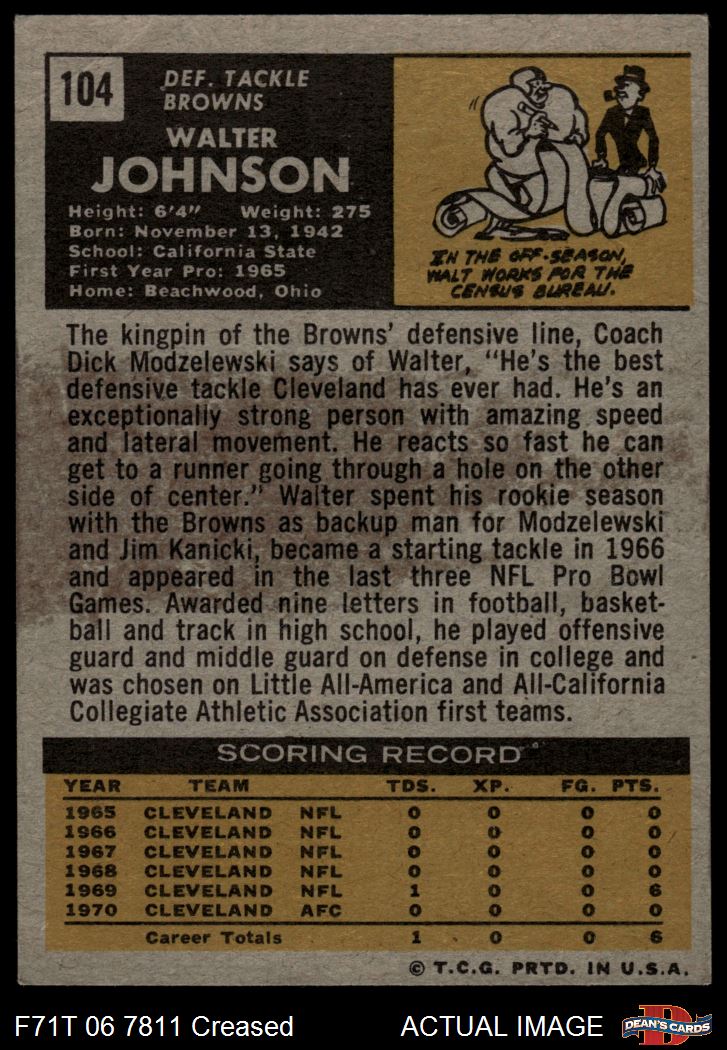 104
DEF. TACKLE
BROWNS
WALTER
JOHNSON
Height: 6'4" Weight: 275
Born: November 13, 1942
School: California State
First Year Pro: 1965
Home: Beachwood, Ohio
IN THE OFF-SEASON,
WALT WORKS FOR THE
CENSUS BUREAU.
The kingpin of the Browns' defensive line, Coach
Dick Modzelewski says of Walter, "He's the best
defensive tackle Cleveland has ever had. He's an
exceptionally strong person with amazing speed
and lateral movement. He reacts so fast he can
get to a runner going through a hole on the other
side of center." Walter spent his rookie season
with the Browns as backup man for Modzelewski
and Jim Kanicki, became a starting tackle in 1966
and appeared in the last three NFL Pro Bowl
Games. Awarded nine letters in football, basket-
ball and track in high school, he played offensive
guard and middle guard on defense in college and
was chosen on Little All-America and All-California
Collegiate Athletic Association first teams.
SCORING RECORD
YEAR TEAM TDS. XP. FG. PTS.
1965 CLEVELAND NFL 0 0 0 0
1966 CLEVELAND NFL 0 0 0 0
1967 CLEVELAND NFL 0 0 0 0
1968 CLEVELAND NFL 0 0 0 0
1969 CLEVELAND NFL 1 0 0 6
1970 CLEVELAND AFC 0 0 0 0
Career Totals 1 0 0 6
© T.C.G. PRTD. IN U.S.A.
F71T 06 7811 Creased ACTUAL IMAGE
D
DEAN'S CARDS